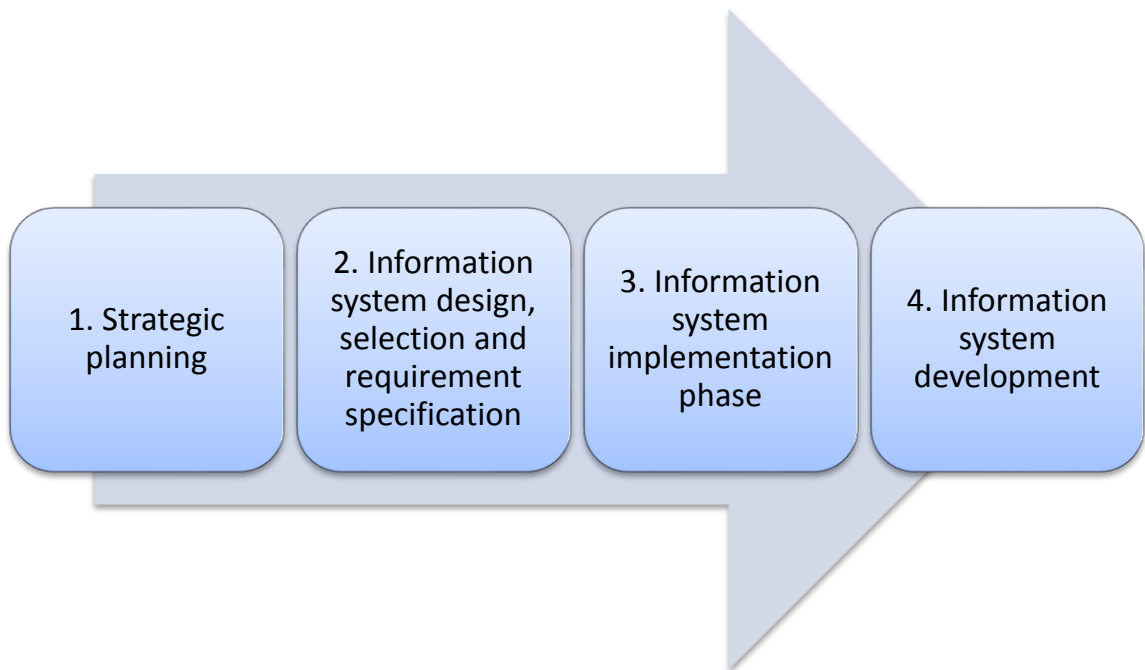 1. Strategic
planning
2. Information
system design,
selection and
requirement
specification
3. Information
system
implementation
phase
4. Information
system
development